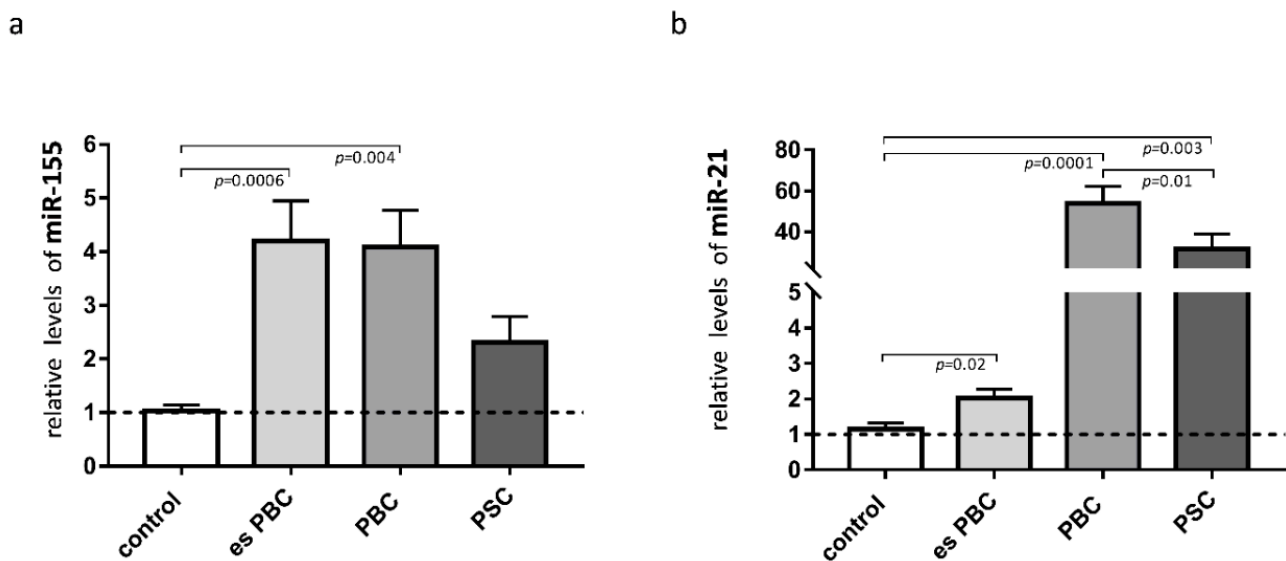 a
relative levels of miR-155
6
5
4
3
2
1
0
p=0.004
p=0.0006
control
es PBC
PBC
PSC
b
relative levels of miR-21
80
60
40
5
4
3
2
1
0
p=0.003
p=0.0001
p=0.01
p=0.02
control
es PBC
PBC
PSC